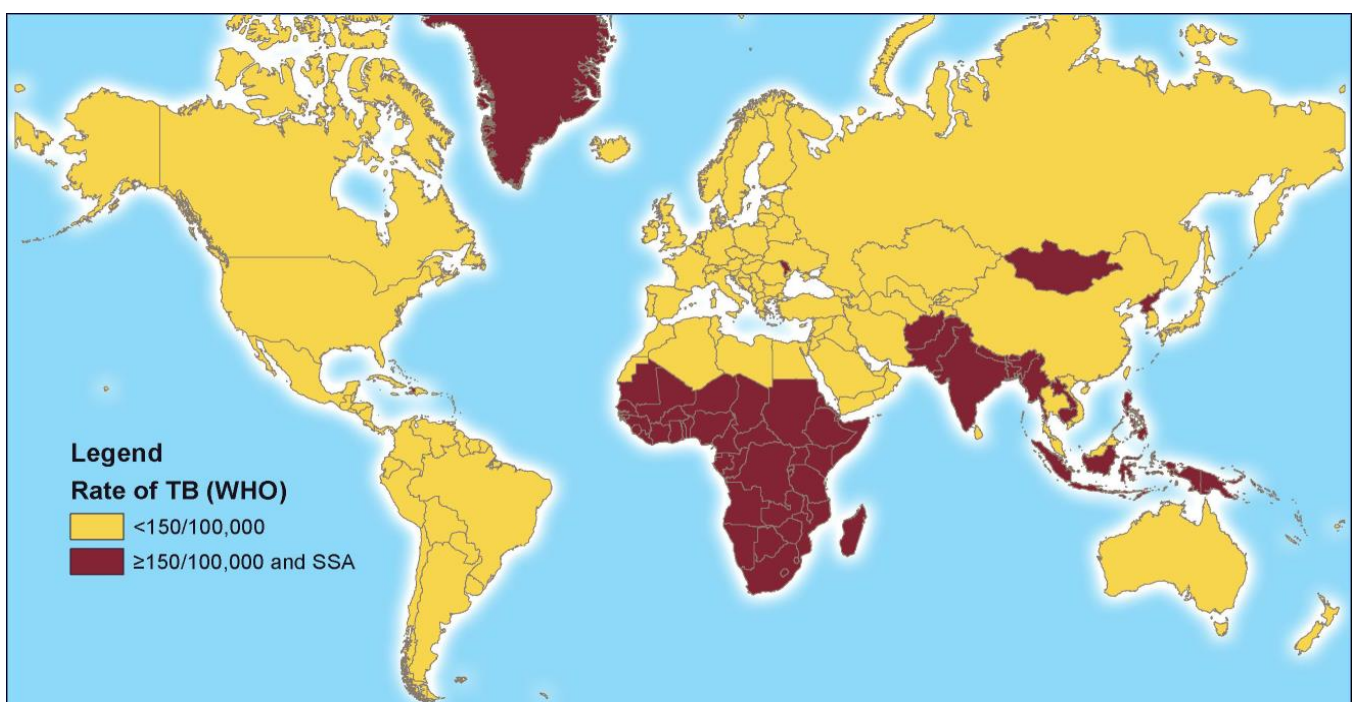 Legend
Rate of TB (WHO)
<150/100,000
≥150/100,000 and SSA